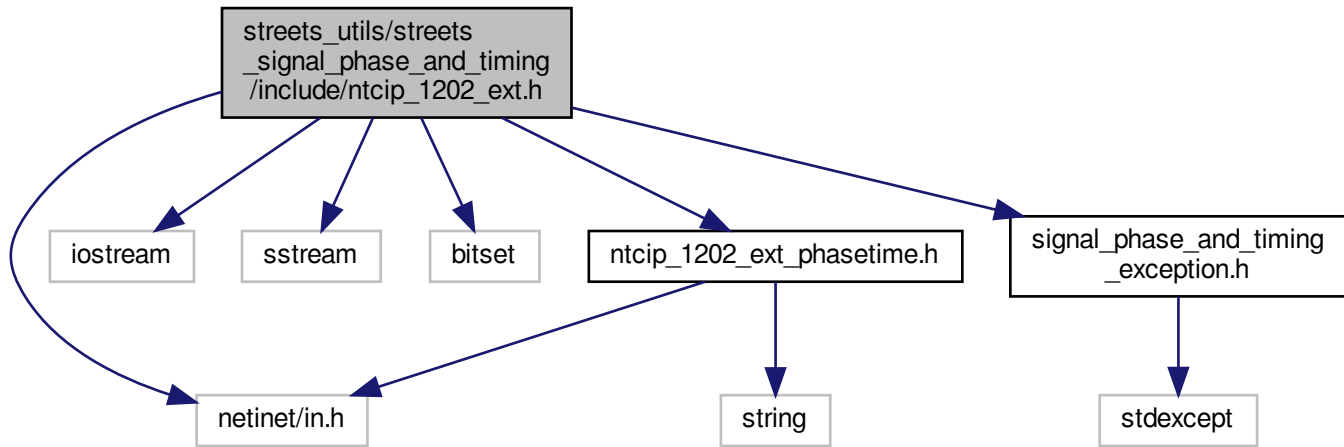 streets_utils/streets
_signal_phase_and_timing
/include/ntcip_1202_ext.h
iostream
sstream
bitset
ntcip_1202_ext_phasetime.h
signal_phase_and_timing
_exception.h
netinet/in.h
string
stdexcept